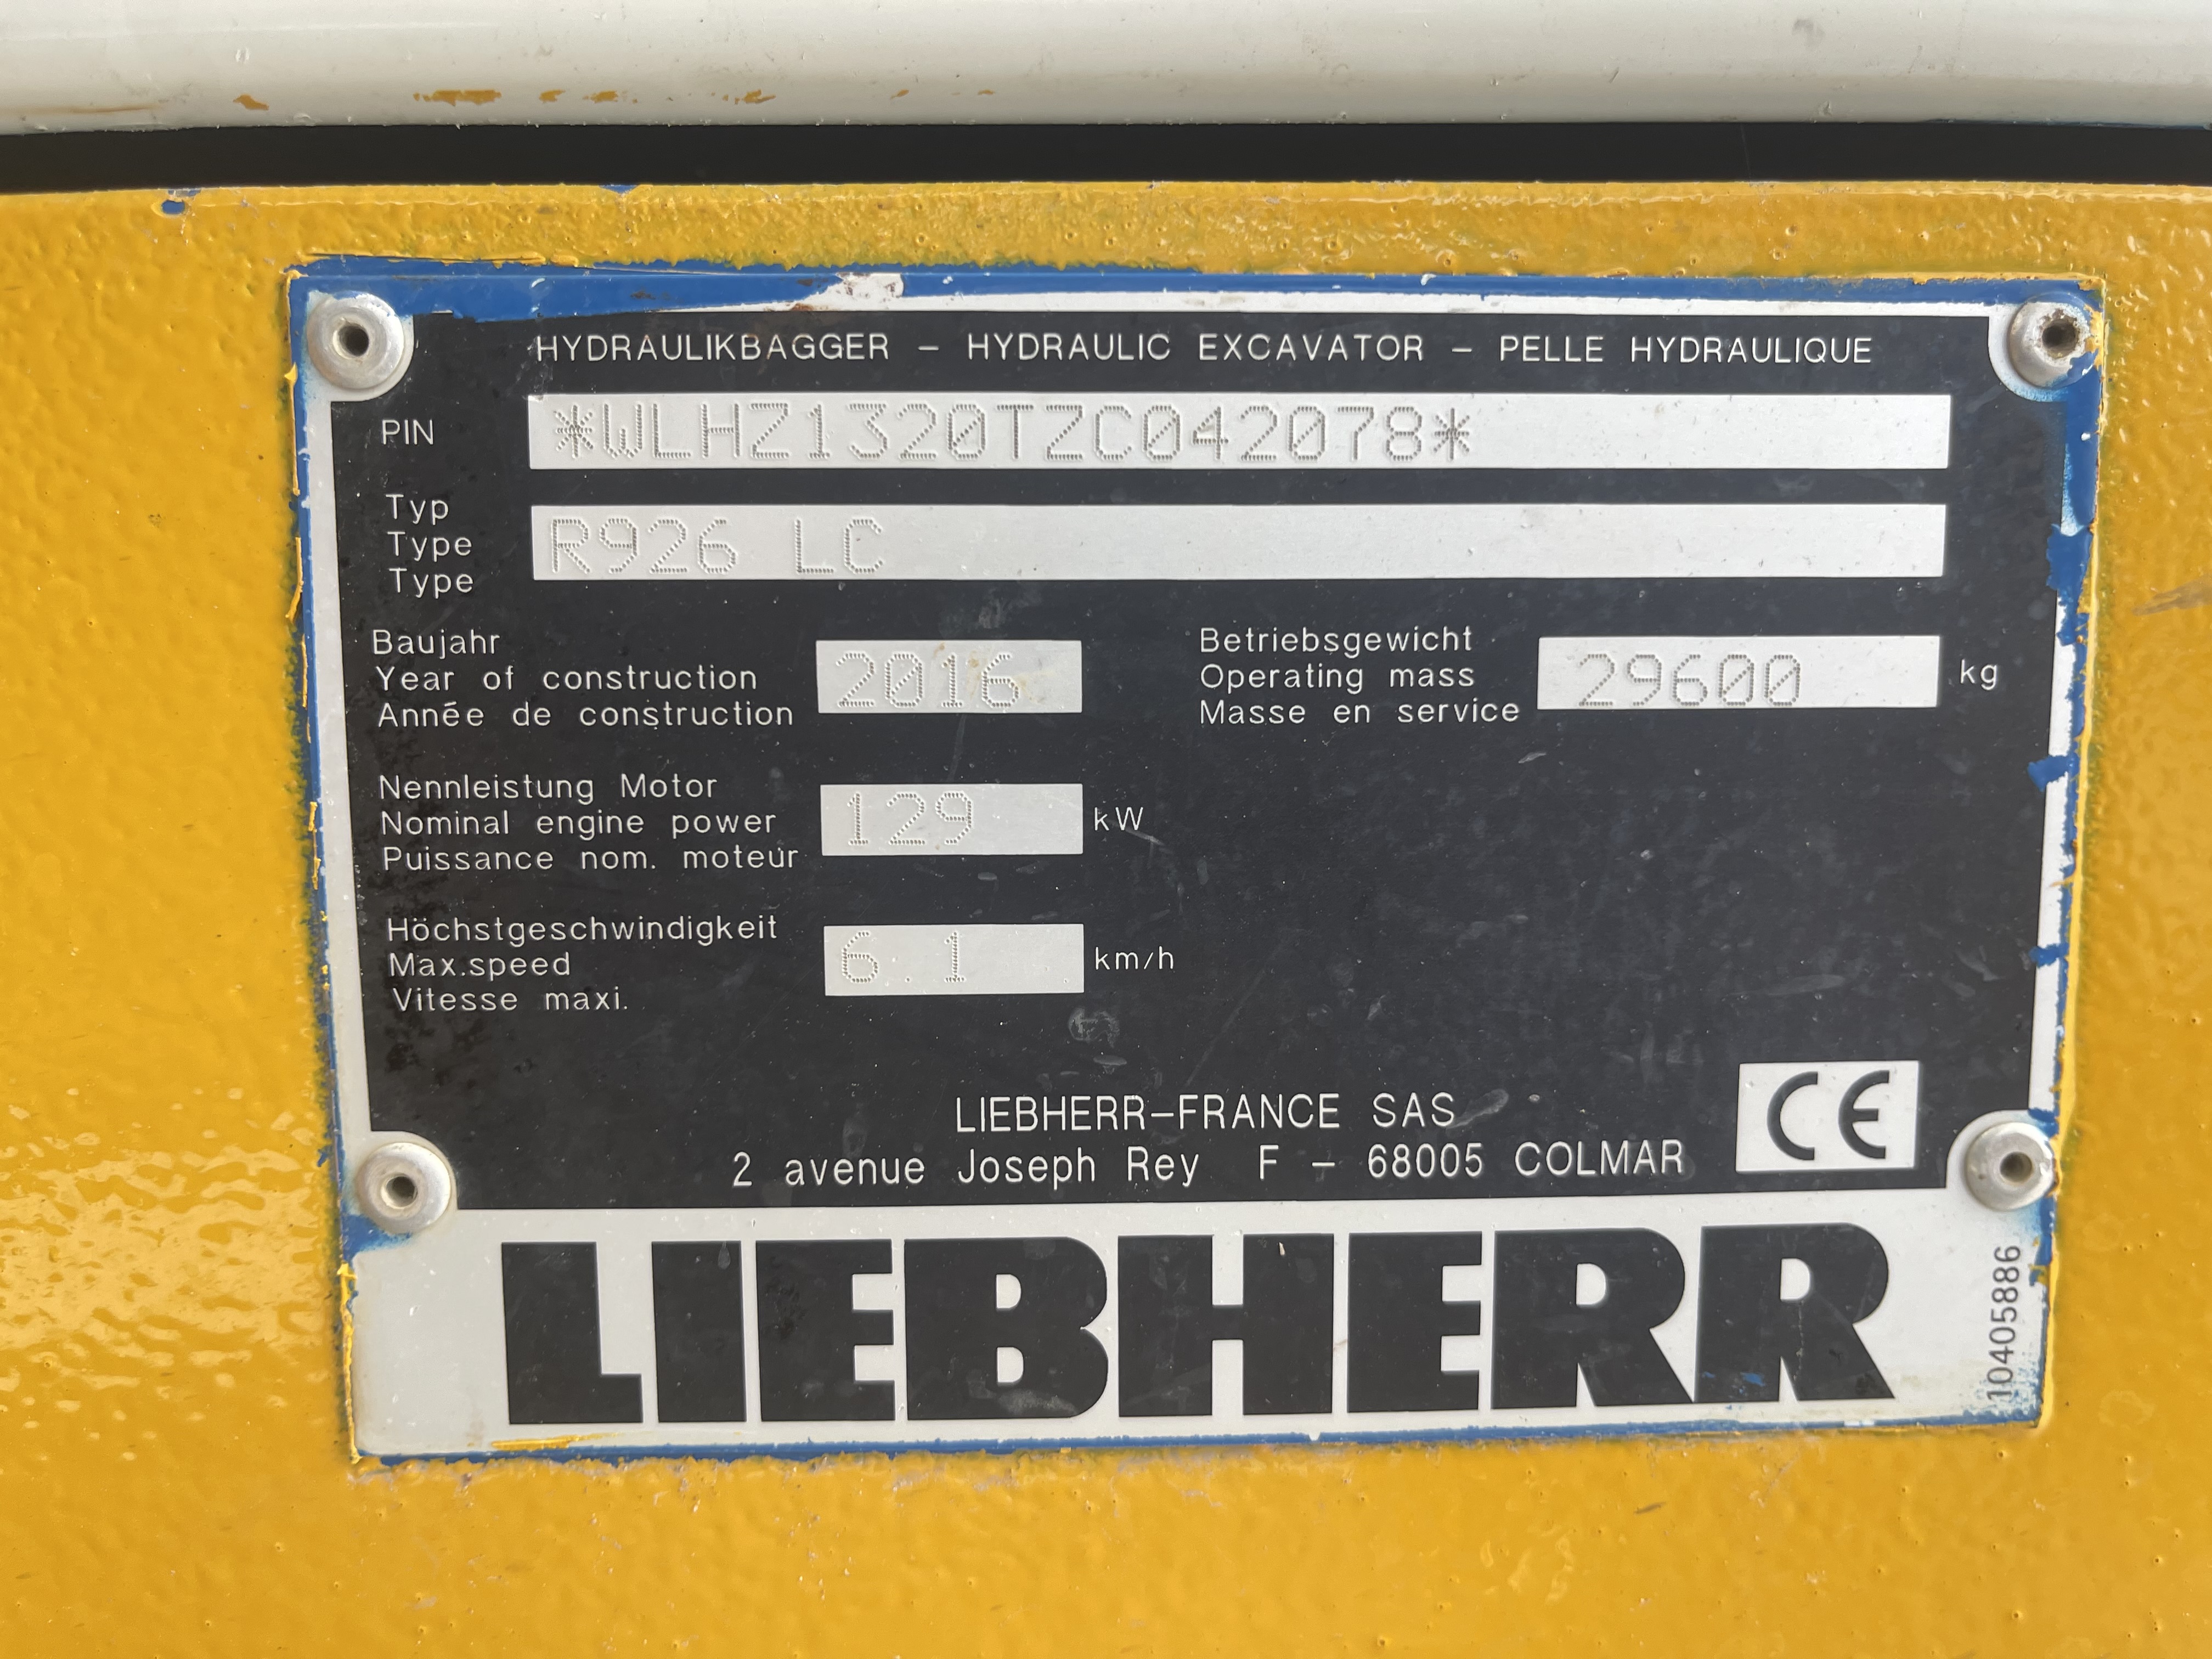 HYDRAULIKBAGGER – HYDRAULIC EXCAVATOR – PELLE HYDRAULIQUE
PIN *WLHZ1320TZC042078*
Typ
Type R926 LC
Type
Baujahr
Year of construction 2016
Année de construction
Betriebsgewicht
Operating mass 29600 kg
Masse en service
Nennleistung Motor
Nominal engine power 129 kW
Puissance nom. moteur
Höchstgeschwindigkeit
Max.speed 6.1 km/h
Vitesse maxi.
LIEBHERR–FRANCE SAS
2 avenue Joseph Rey F – 68005 COLMAR
CE
LIEBHERR
10405886